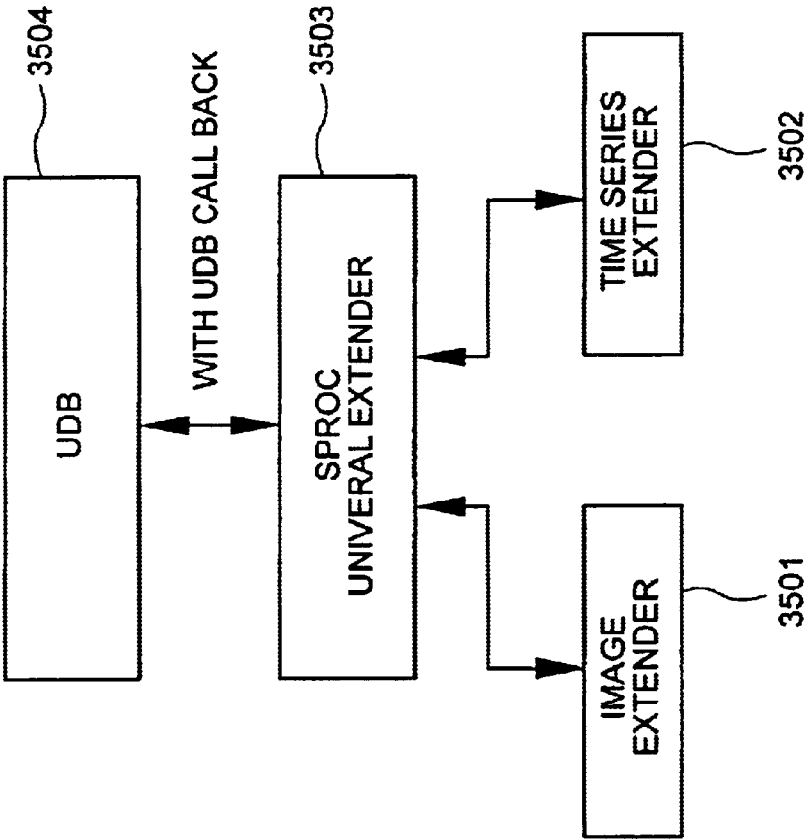 UDB
3504
WITH UDB CALL BACK
SPROC
UNIVERAL EXTENDER
3503
IMAGE
EXTENDER
3501
TIME SERIES
EXTENDER
3502